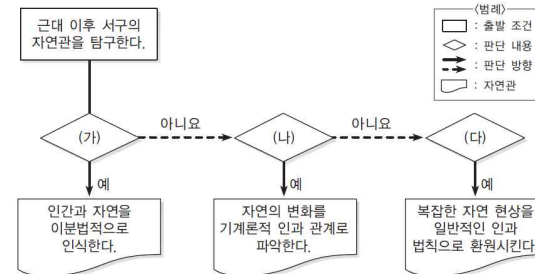 근대 이후 서구의
자연관을 탐구한다.
〈범례〉
: 출발 조건
: 판단 내용
: 판단 방향
: 자연관
(가)
아니요
(나)
아니요
(다)
예
예
예
인간과 자연을
이분법적으로
인식한다.
자연의 변화를
기계론적 인과 관계로
파악한다.
복잡한 자연 현상을
일반적인 인과
법칙으로 환원시킨다.